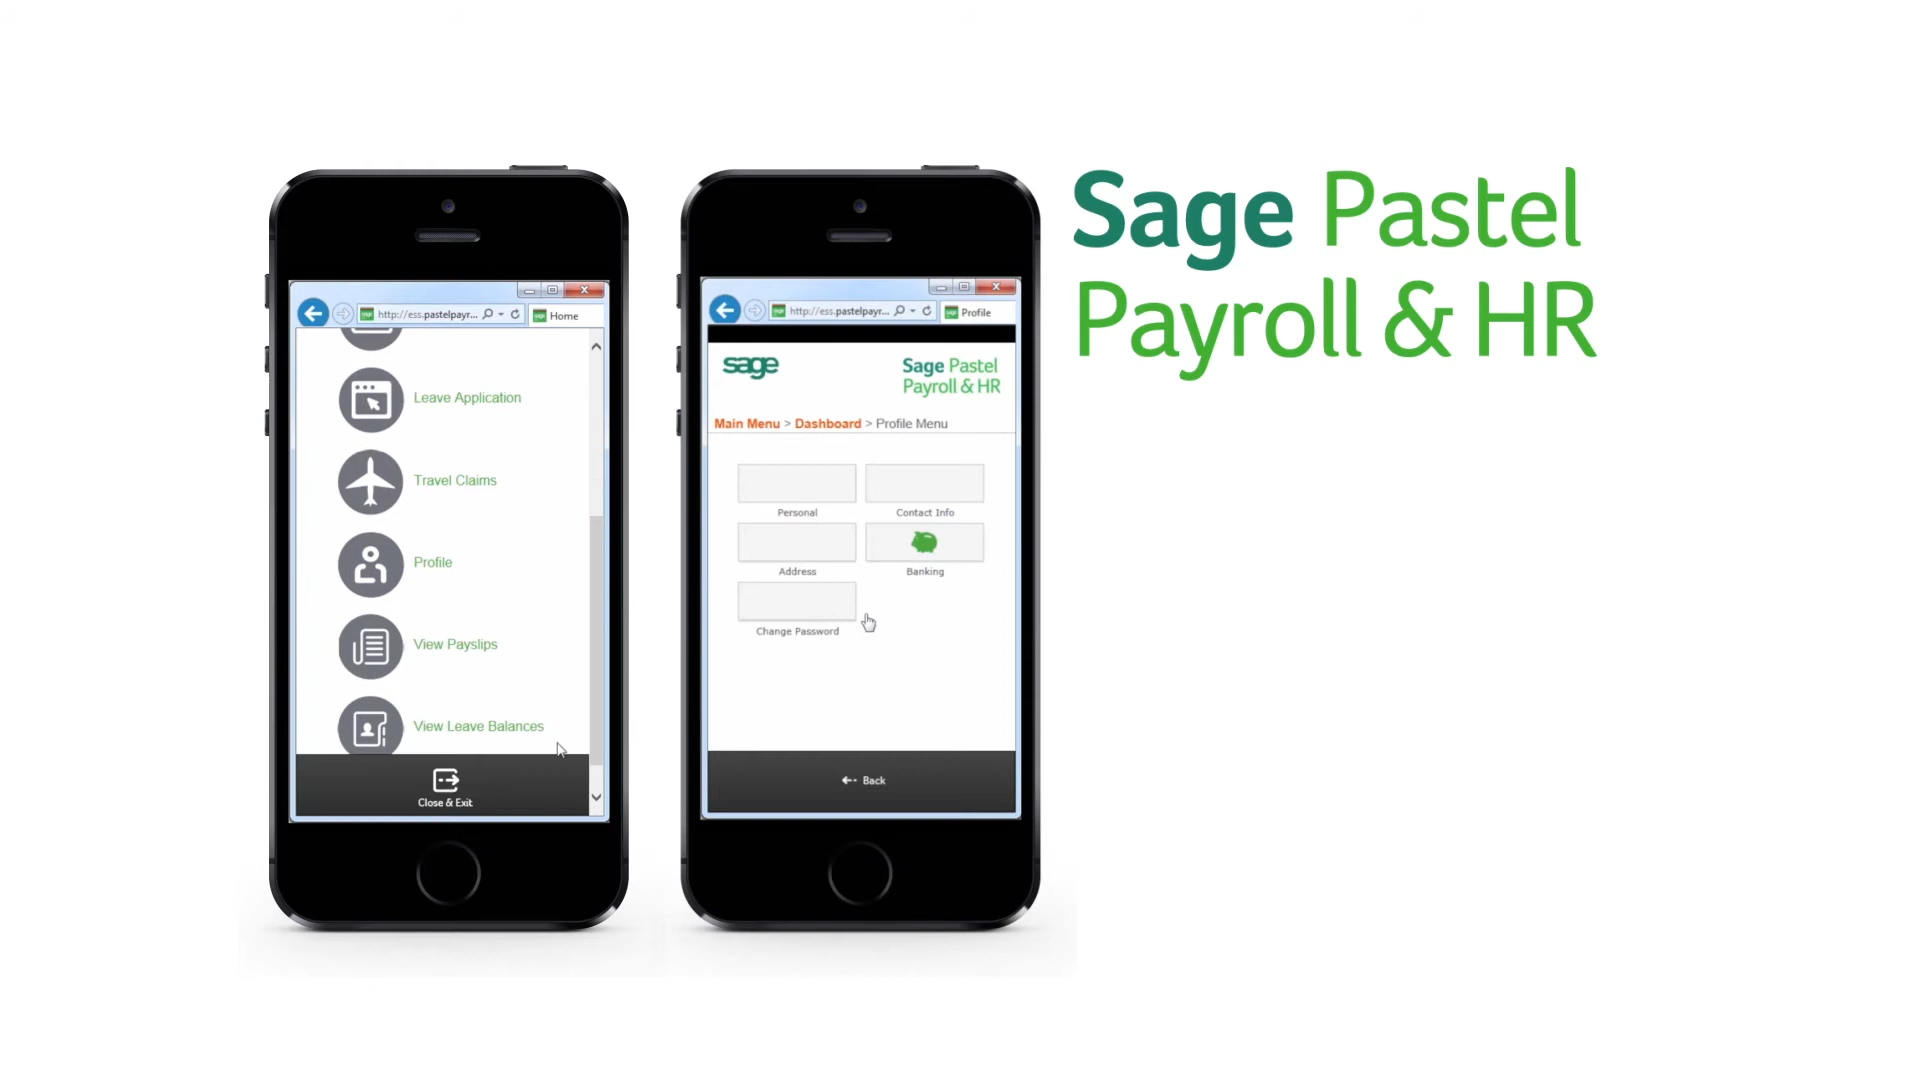 Sage Pastel
Payroll & HR
http://ess.pastelpayr...
Home
Leave Application
Travel Claims
Profile
View Payslips
View Leave Balances
Close & Exit
http://ess.pastelpayr...
Profile
sage
Sage Pastel
Payroll & HR
Main Menu > Dashboard > Profile Menu
Personal
Contact Info
Address
Banking
Change Password
Back